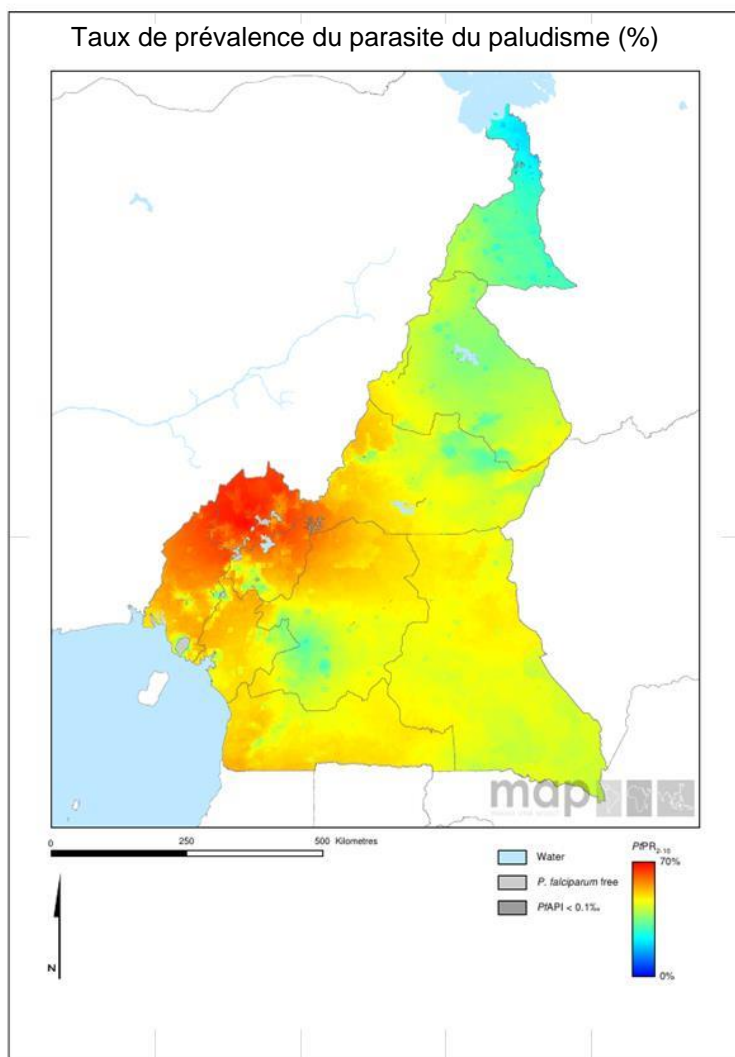 Taux de prévalence du parasite du paludisme (%)
map
0 250 500 Kilometres
Water
P. falciparum free
PfAPI < 0.1‰
PfPR2-10
70%
0%
N